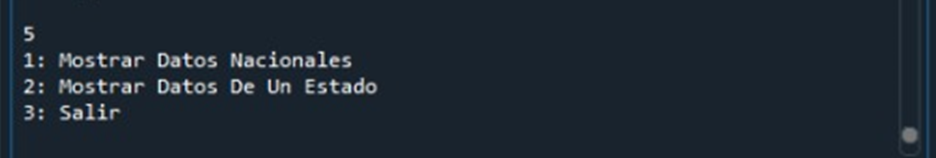 5
1: Mostrar Datos Nacionales
2: Mostrar Datos De Un Estado
3: Salir